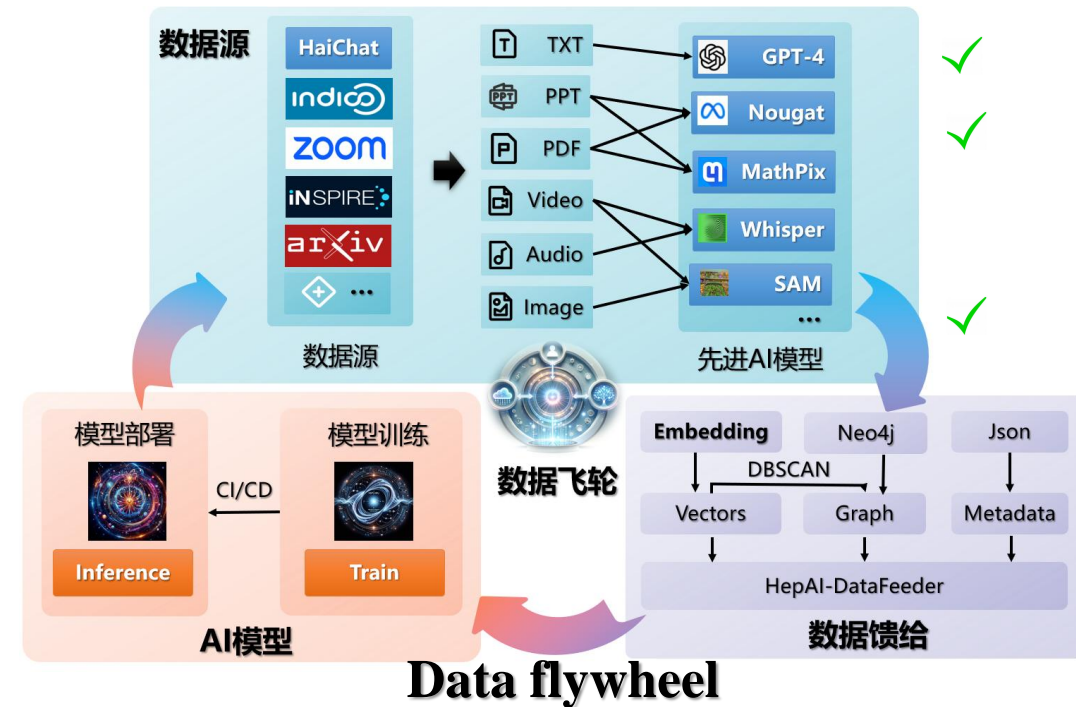 数据源
HaiChat
indico
zoom
iNSPIRE
arXiv
...
数据源
TXT
PPT
PDF
Video
Audio
Image
GPT-4
Nougat
MathPix
Whisper
SAM
...
先进AI模型
数据飞轮
模型部署
Inference
CI/CD
模型训练
Train
AI模型
Embedding
Neo4j
Json
DBSCAN
Vectors
Graph
Metadata
HepAI-DataFeeder
数据馈给
Data flywheel